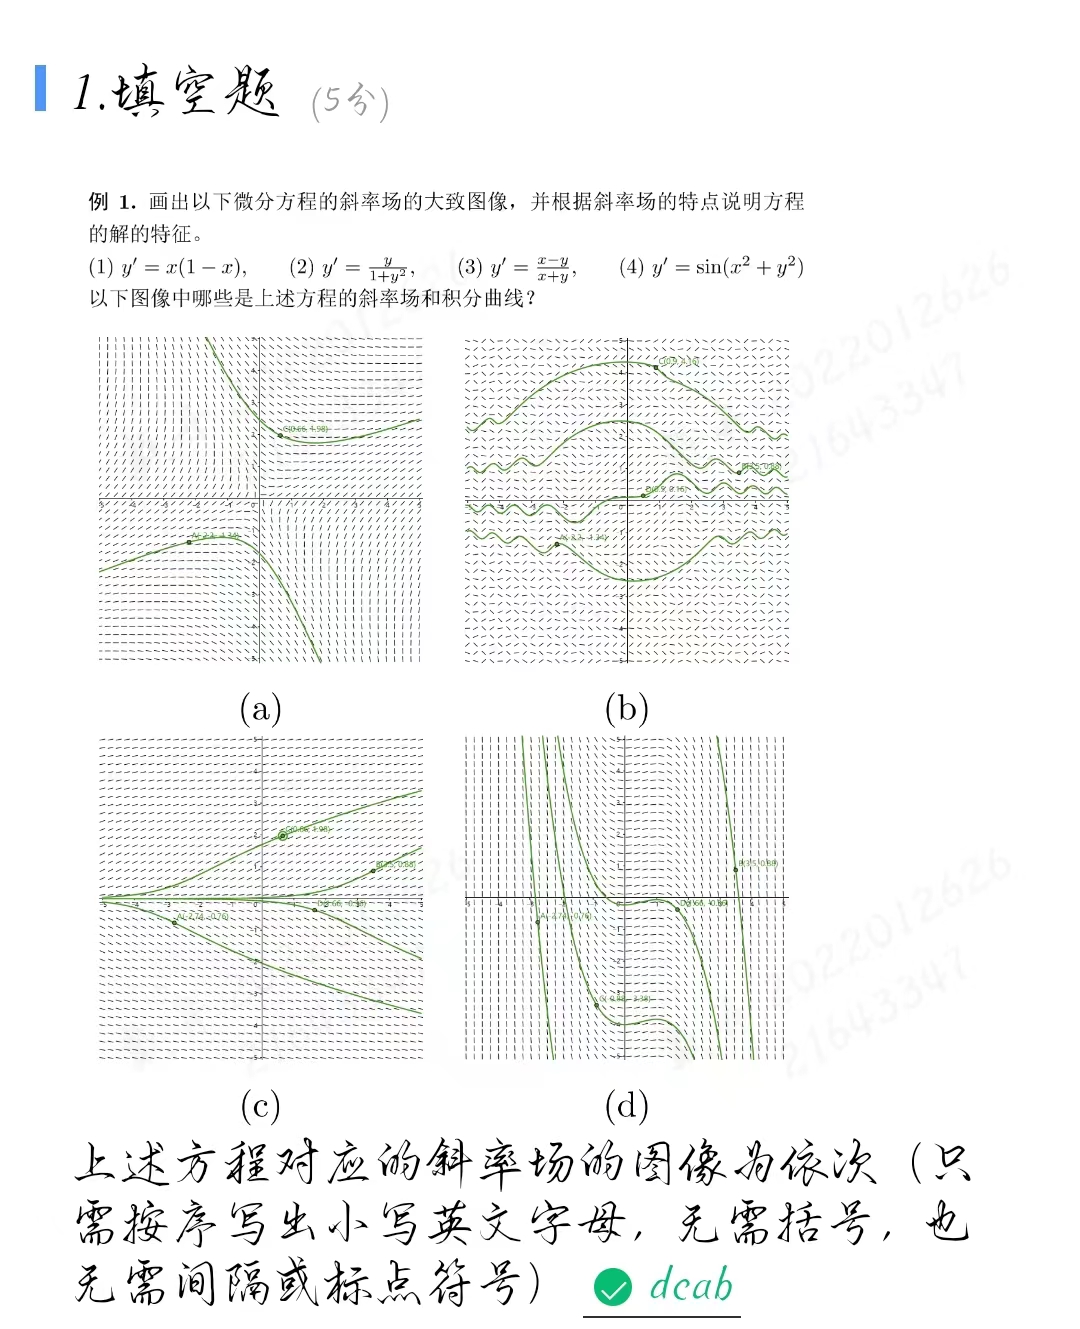 1.填空题 (5分)
例 1. 画出以下微分方程的斜率场的大致图像，并根据斜率场的特点说明方程
的解的特征。
(1) y′ = x(1 − x), (2) y′ = y/(1+y²), (3) y′ = (x−y)/(x+y), (4) y′ = sin(x² + y²)
以下图像中哪些是上述方程的斜率场和积分曲线？
(a) (b)
(c) (d)
上述方程对应的斜率场的图像为依次（只
需按序写出小写英文字母，无需括号，也
无需间隔或标点符号） dcab